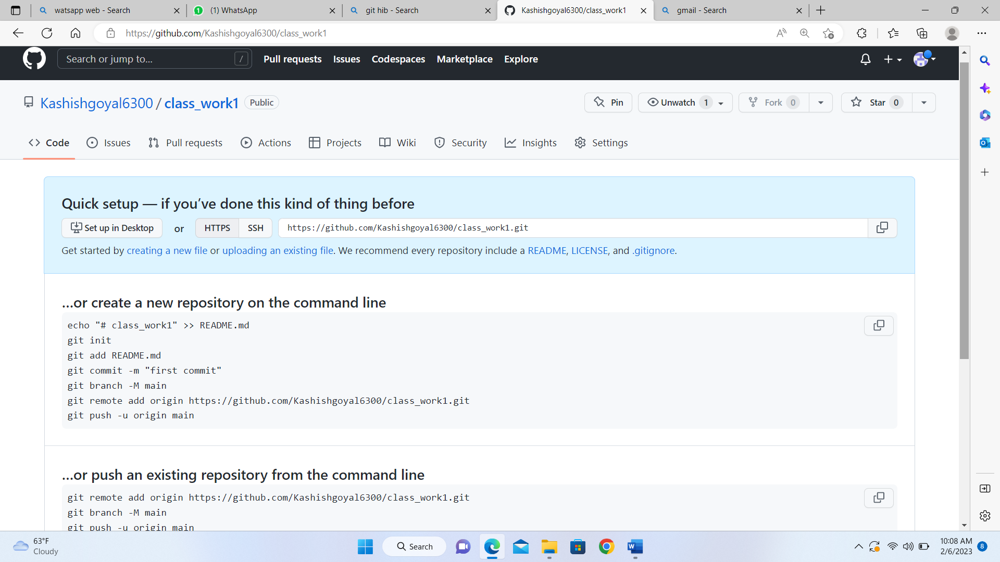 watsapp web - Search
(1) WhatsApp
git hib - Search
Kashishgoyal6300/class_work1
gmail - Search
https://github.com/Kashishgoyal6300/class_work1
Search or jump to...
/
Pull requests
Issues
Codespaces
Marketplace
Explore
Kashishgoyal6300 / class_work1
Public
Pin
Unwatch 1
Fork 0
Star 0
Code
Issues
Pull requests
Actions
Projects
Wiki
Security
Insights
Settings
Quick setup — if you’ve done this kind of thing before
Set up in Desktop
or
HTTPS
SSH
https://github.com/Kashishgoyal6300/class_work1.git
Get started by creating a new file or uploading an existing file. We recommend every repository include a README, LICENSE, and .gitignore.
…or create a new repository on the command line
echo "# class_work1" >> README.md
git init
git add README.md
git commit -m "first commit"
git branch -M main
git remote add origin https://github.com/Kashishgoyal6300/class_work1.git
git push -u origin main
…or push an existing repository from the command line
git remote add origin https://github.com/Kashishgoyal6300/class_work1.git
git branch -M main
git push -u origin main
63°F
Cloudy
Search
10:08 AM
2/6/2023
8